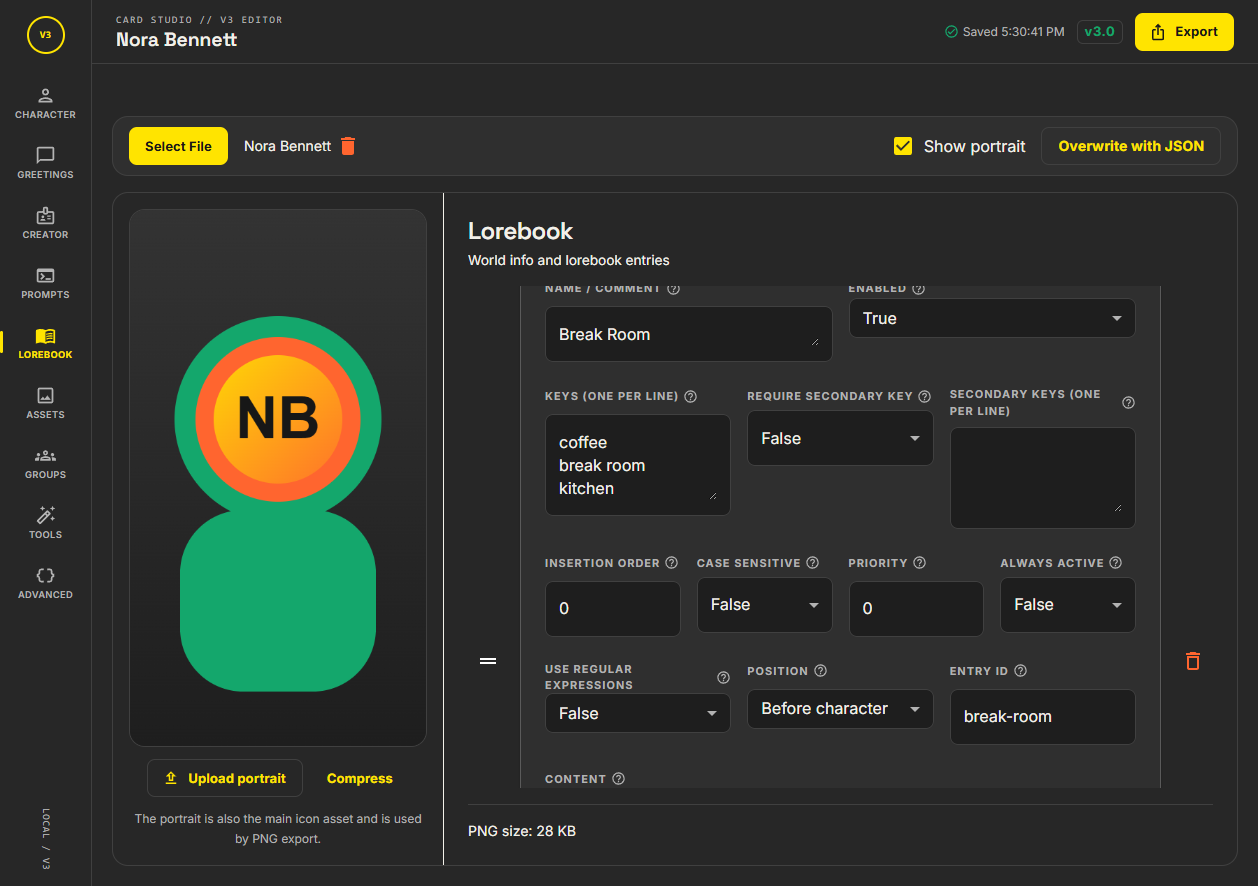 V3
CARD STUDIO // V3 EDITOR
Nora Bennett
Saved 5:30:41 PM
v3.0
Export
CHARACTER
GREETINGS
CREATOR
PROMPTS
LOREBOOK
ASSETS
GROUPS
TOOLS
ADVANCED
LOCAL / V3
Select File
Nora Bennett
Show portrait
Overwrite with JSON
NB
Upload portrait
Compress
The portrait is also the main icon asset and is used
by PNG export.
Lorebook
World info and lorebook entries
NAME / COMMENT
ENABLED
Break Room
True
KEYS (ONE PER LINE)
REQUIRE SECONDARY KEY
SECONDARY KEYS (ONE
PER LINE)
coffee
break room
kitchen
False
INSERTION ORDER
CASE SENSITIVE
PRIORITY
ALWAYS ACTIVE
0
False
0
False
USE REGULAR
EXPRESSIONS
POSITION
ENTRY ID
False
Before character
break-room
CONTENT
PNG size: 28 KB